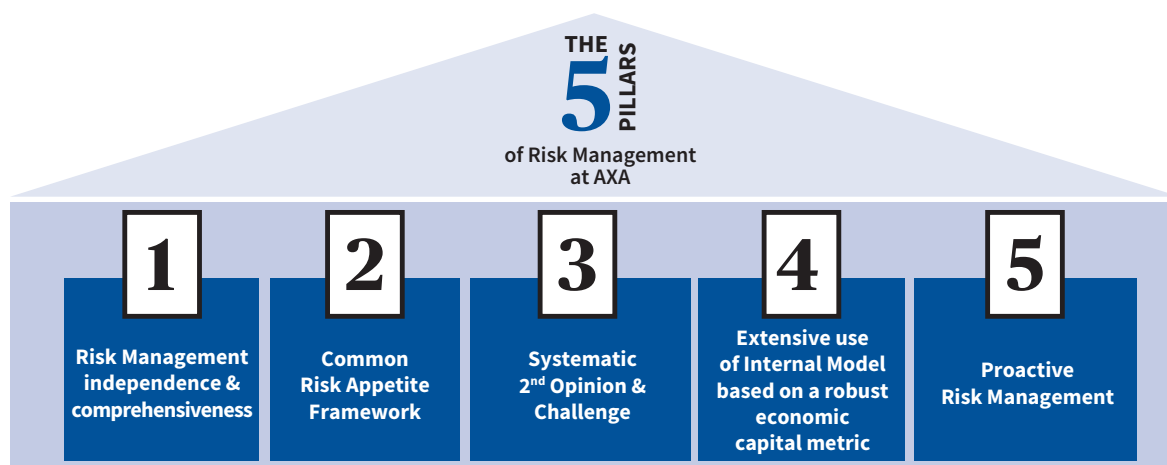 THE
5
PILLARS
of Risk Management
at AXA
1
Risk Management
independence &
comprehensiveness
2
Common
Risk Appetite
Framework
3
Systematic
2nd Opinion &
Challenge
4
Extensive use
of Internal Model
based on a robust
economic
capital metric
5
Proactive
Risk Management